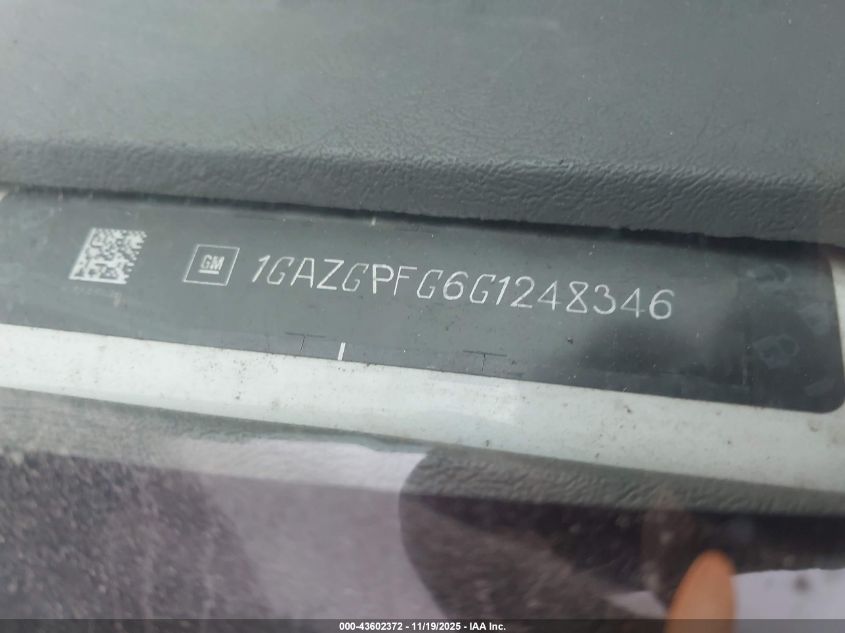 GM 1GAZGPFG6G1248346
000-43602372 - 11/19/2025 - IAA Inc.